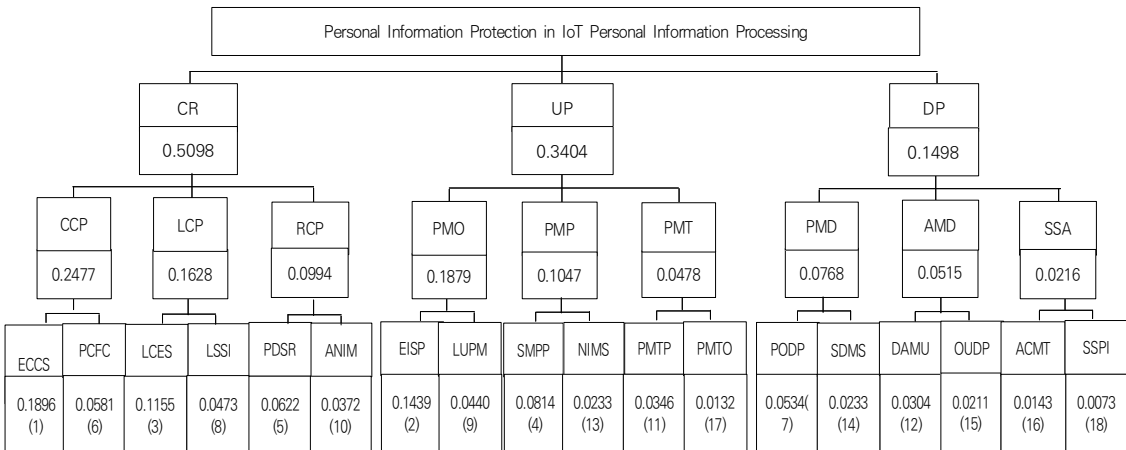 Personal Information Protection in IoT Personal Information Processing
CR UP DP
0.5098 0.3404 0.1498
CCP LCP RCP PMO PMP PMT PMD AMD SSA
0.2477 0.1628 0.0994 0.1879 0.1047 0.0478 0.0768 0.0515 0.0216
ECCS PCFC LCES LSSI PDSR ANIM EISP LUPM SMPP NIMS PMTP PMTO PODP SDMS DAMU OUDP ACMT SSPI
0.1896 0.0581 0.1155 0.0473 0.0622 0.0372 0.1439 0.0440 0.0814 0.0233 0.0346 0.0132 0.0534( 0.0233 0.0304 0.0211 0.0143 0.0073
(1) (6) (3) (8) (5) (10) (2) (9) (4) (13) (11) (17) 7) (14) (12) (15) (16) (18)